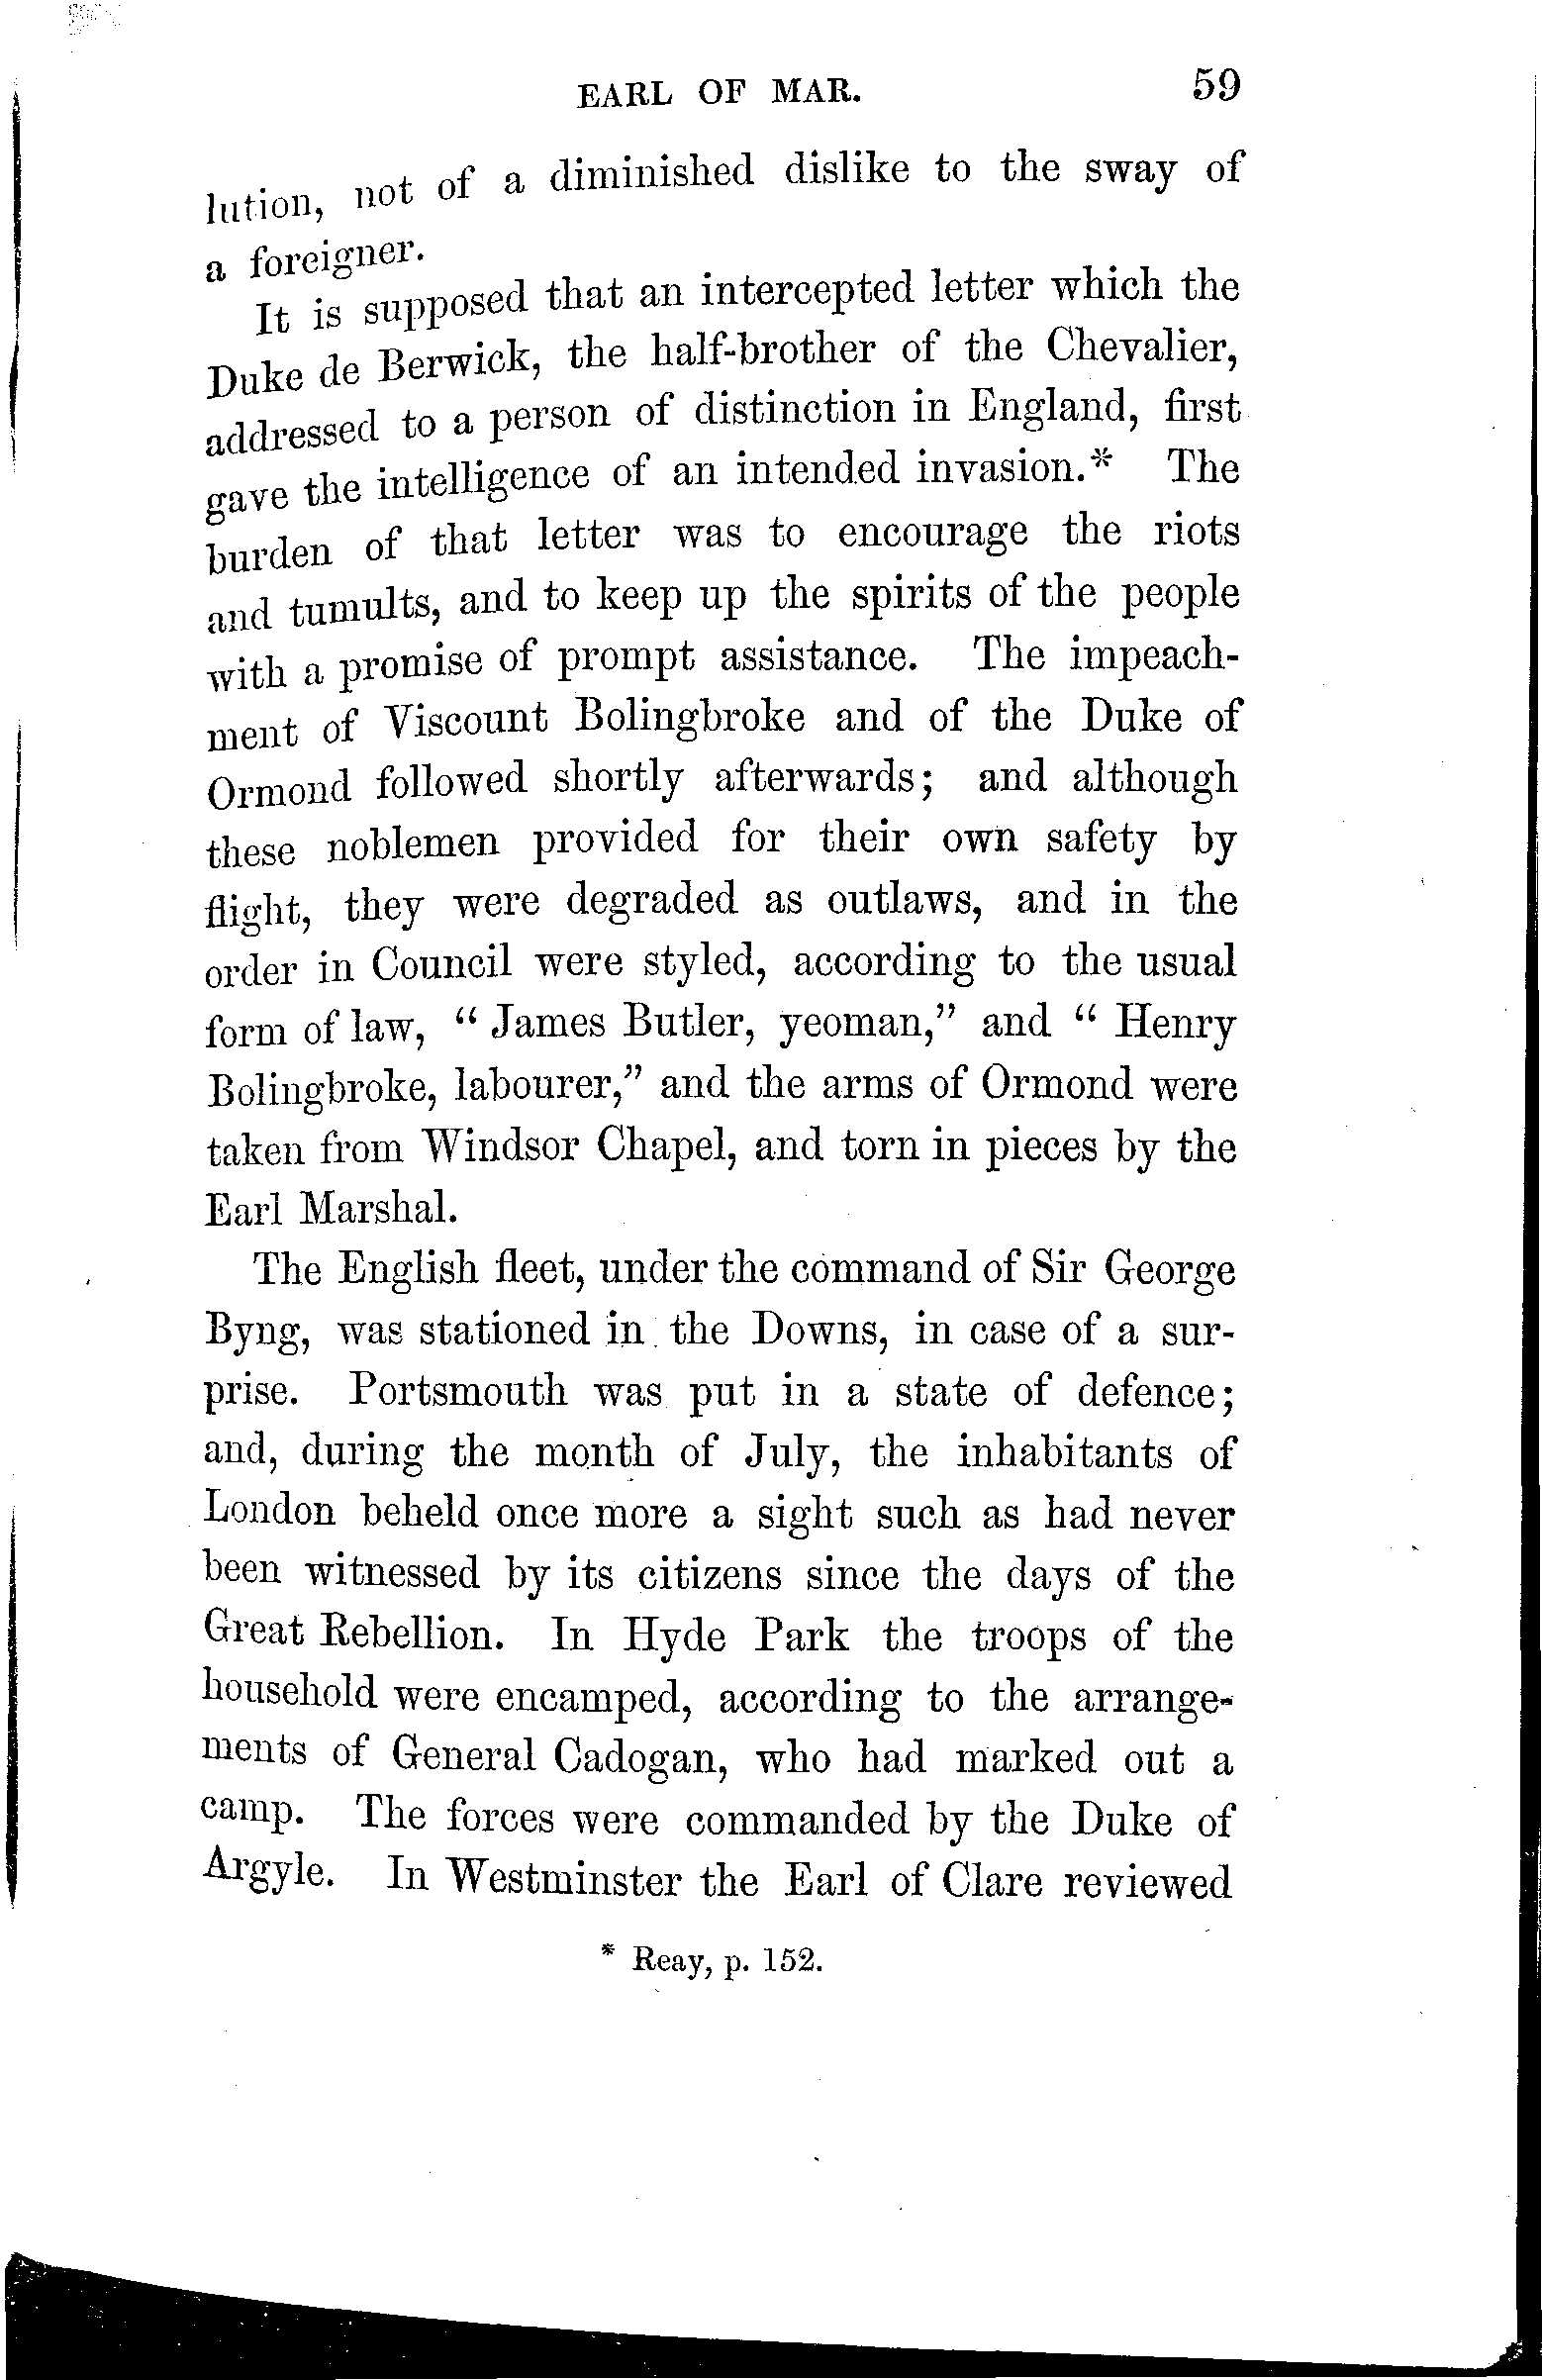 EARL OF MAR. 59
lution, not of a diminished dislike to the sway of
a foreigner.
It is supposed that an intercepted letter which the
Duke de Berwick, the half-brother of the Chevalier,
addressed to a person of distinction in England, first
gave the intelligence of an intended invasion.* The
burden of that letter was to encourage the riots
and tumults, and to keep up the spirits of the people
with a promise of prompt assistance. The impeach-
ment of Viscount Bolingbroke and of the Duke of
Ormond followed shortly afterwards; and although
these noblemen provided for their own safety by
flight, they were degraded as outlaws, and in the
order in Council were styled, according to the usual
form of law, “ James Butler, yeoman,” and “ Henry
Bolingbroke, labourer,” and the arms of Ormond were
taken from Windsor Chapel, and torn in pieces by the
Earl Marshal.
The English fleet, under the command of Sir George
Byng, was stationed in the Downs, in case of a sur-
prise. Portsmouth was put in a state of defence;
and, during the month of July, the inhabitants of
London beheld once more a sight such as had never
been witnessed by its citizens since the days of the
Great Rebellion. In Hyde Park the troops of the
household were encamped, according to the arrange-
ments of General Cadogan, who had marked out a
camp. The forces were commanded by the Duke of
Argyle. In Westminster the Earl of Clare reviewed
* Reay, p. 152.